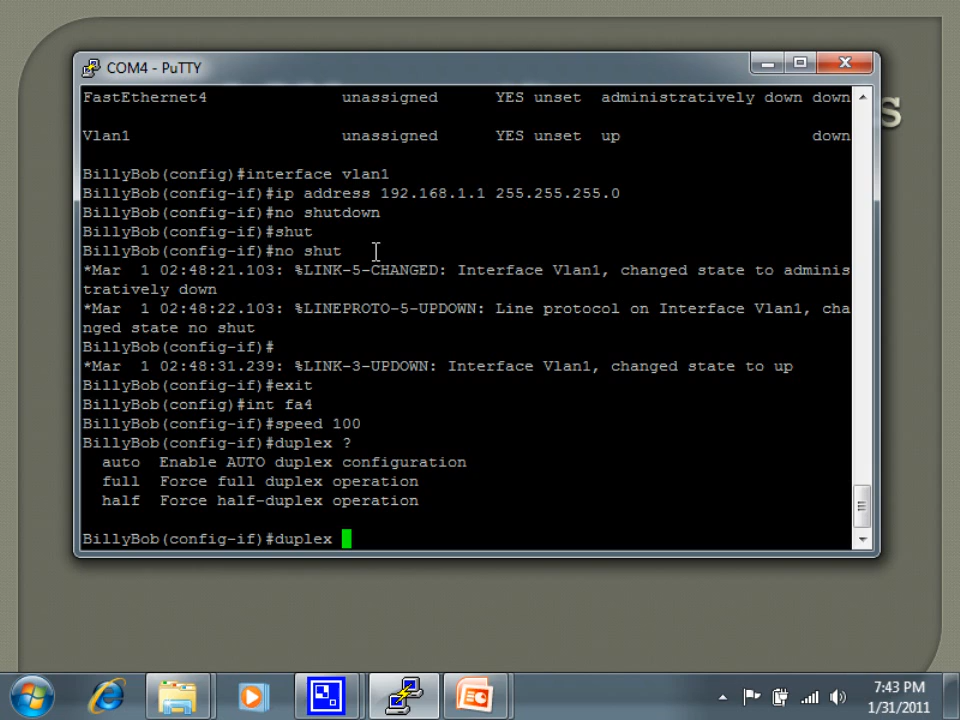 COM4 - PuTTY
s
FastEthernet4 unassigned YES unset administratively down down
Vlan1 unassigned YES unset up down
BillyBob(config)#interface vlan1
BillyBob(config-if)#ip address 192.168.1.1 255.255.255.0
BillyBob(config-if)#no shutdown
BillyBob(config-if)#shut
BillyBob(config-if)#no shut
*Mar 1 02:48:21.103: %LINK-5-CHANGED: Interface Vlan1, changed state to adminis
tratively down
*Mar 1 02:48:22.103: %LINEPROTO-5-UPDOWN: Line protocol on Interface Vlan1, cha
nged state no shut
BillyBob(config-if)#
*Mar 1 02:48:31.239: %LINK-3-UPDOWN: Interface Vlan1, changed state to up
BillyBob(config-if)#exit
BillyBob(config)#int fa4
BillyBob(config-if)#speed 100
BillyBob(config-if)#duplex ?
auto Enable AUTO duplex configuration
full Force full duplex operation
half Force half-duplex operation
BillyBob(config-if)#duplex
7:43 PM
1/31/2011